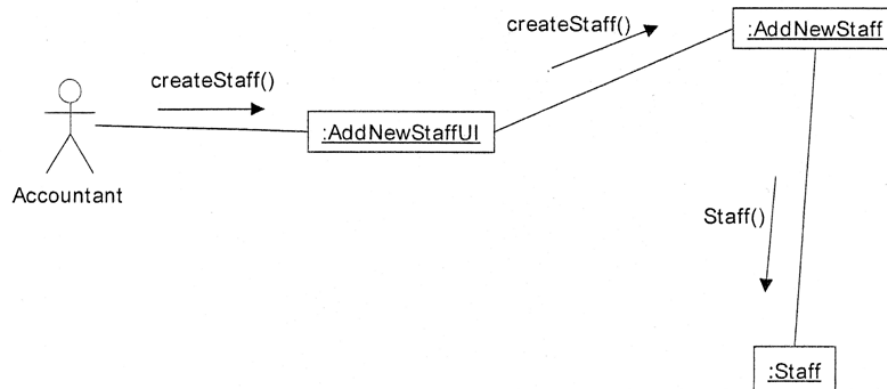 createStaff()
:AddNewStaff
createStaff()
:AddNewStaffUI
Accountant
Staff()
:Staff